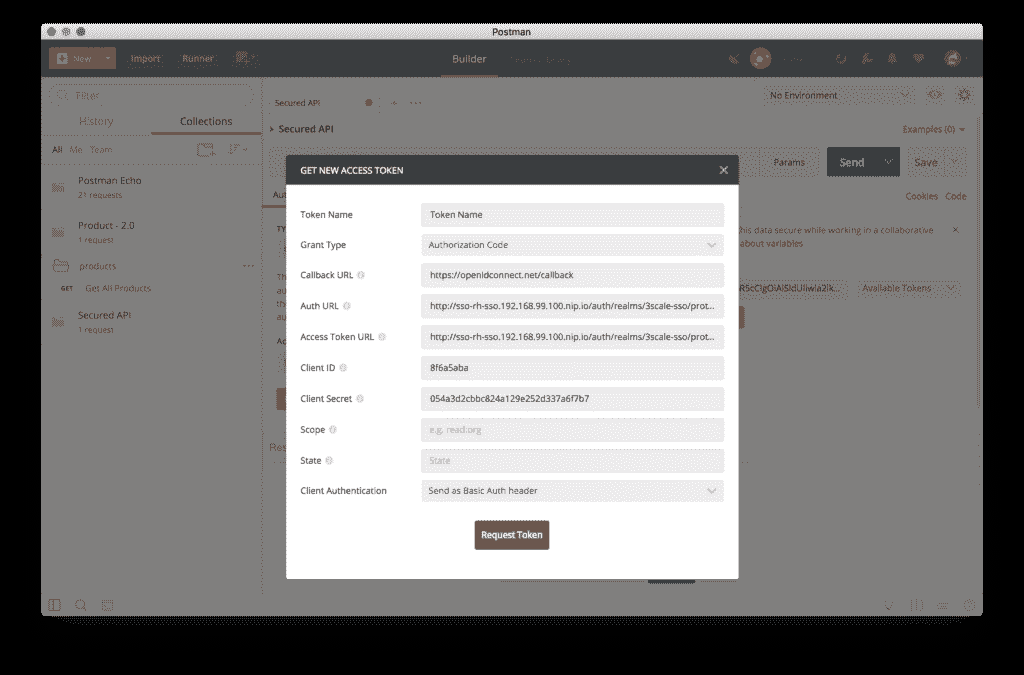 Postman
New
Import
Runner
Builder
Filter
No Environment
History
Collections
Secured API
Secured API
Examples (0)
All Me Team
Params
Send
Save
Postman Echo
21 requests
Cookies Code
Product - 2.0
1 request
his data secure while working in a collaborative
about variables
products
GET Get All Products
Available Tokens
Secured API
1 request
GET NEW ACCESS TOKEN
Token Name
Token Name
Grant Type
Authorization Code
Callback URL
https://openidconnect.net/callback
Auth URL
http://sso-rh-sso.192.168.99.100.nip.io/auth/realms/3scale-sso/prot...
Access Token URL
http://sso-rh-sso.192.168.99.100.nip.io/auth/realms/3scale-sso/prot...
Client ID
8f6a5aba
Client Secret
054a3d2cbbc824a129e252d337a6f7b7
Scope
e.g. read:org
State
State
Client Authentication
Send as Basic Auth header
Request Token